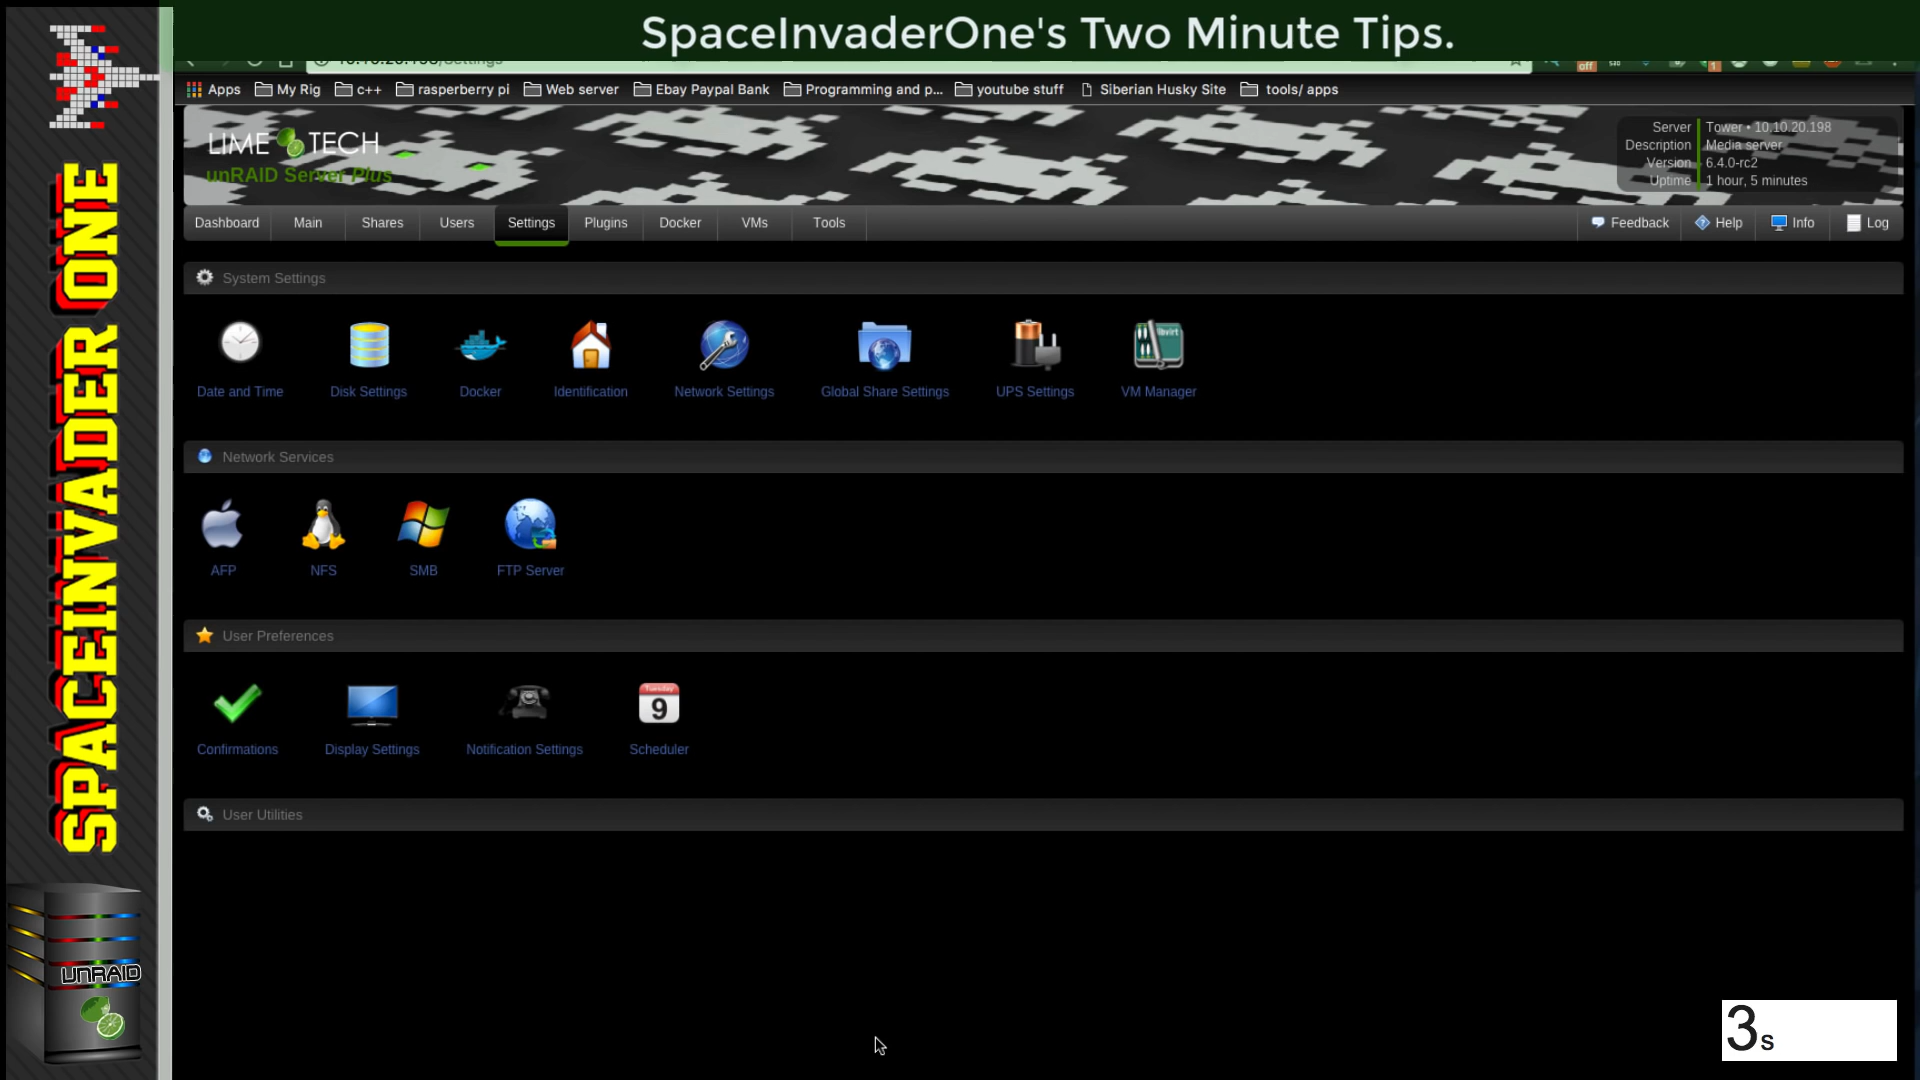 SpaceInvaderOne's Two Minute Tips.
off
1
Apps My Rig c++ rasperberry pi Web server Ebay Paypal Bank Programming and p... youtube stuff Siberian Husky Site tools/ apps
LIME TECH
unRAID Server Plus
Server Tower • 10.10.20.198
Description Media server
Version 6.4.0-rc2
Uptime 1 hour, 5 minutes
Dashboard Main Shares Users Settings Plugins Docker VMs Tools Feedback Help Info Log
System Settings
libvirt
Date and Time Disk Settings Docker Identification Network Settings Global Share Settings UPS Settings VM Manager
Network Services
AFP NFS SMB FTP Server
User Preferences
Tuesday
9
Confirmations Display Settings Notification Settings Scheduler
User Utilities
SPACEINVADER ONE
UNRAID
3s